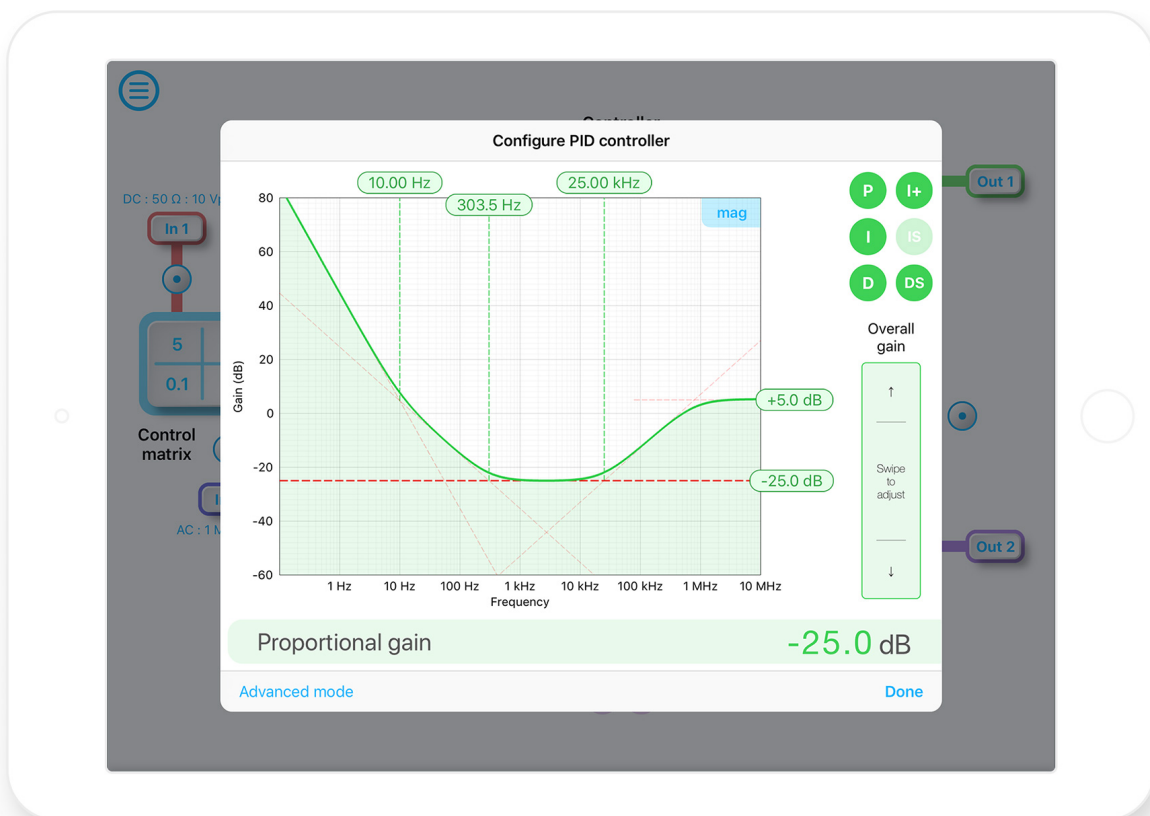 Configure PID controller
DC : 50 Ω : 10 V
In 1
5
0.1
Control
matrix
AC : 1
10.00 Hz
303.5 Hz
25.00 kHz
mag
80
60
40
20
0
-20
-40
-60
Gain (dB)
1 Hz
10 Hz
100 Hz
1 kHz
10 kHz
100 kHz
1 MHz
10 MHz
Frequency
+5.0 dB
-25.0 dB
P
I+
I
IS
D
DS
Overall
gain
↑
Swipe
to
adjust
↓
Out 1
Out 2
Proportional gain
-25.0 dB
Advanced mode
Done